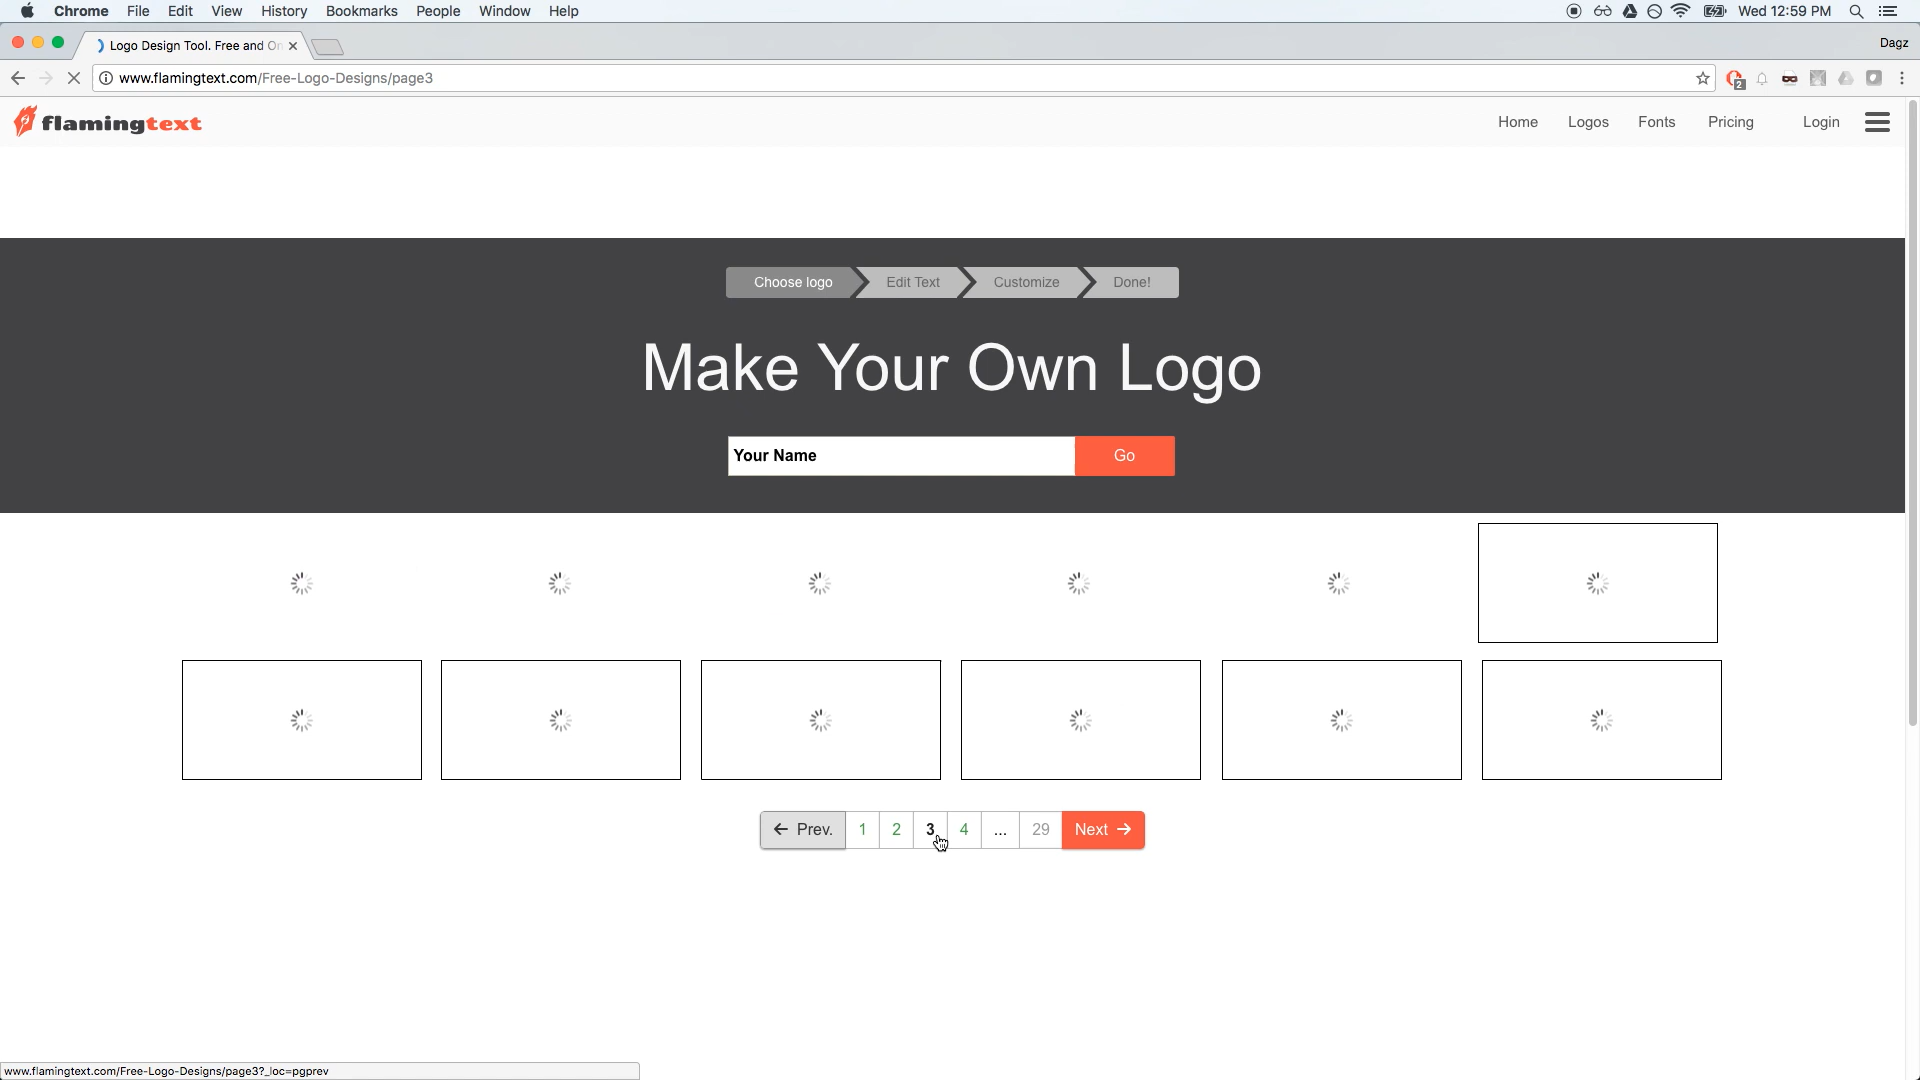 Chrome File Edit View History Bookmarks People Window Help Wed 12:59 PM
Logo Design Tool. Free and On Dagz
www.flamingtext.com/Free-Logo-Designs/page3 2
flamingtext Home Logos Fonts Pricing Login
Choose logo Edit Text Customize Done!
Make Your Own Logo
Your Name Go
← Prev. 1 2 3 4 ... 29 Next →
www.flamingtext.com/Free-Logo-Designs/page3?_loc=pgprev